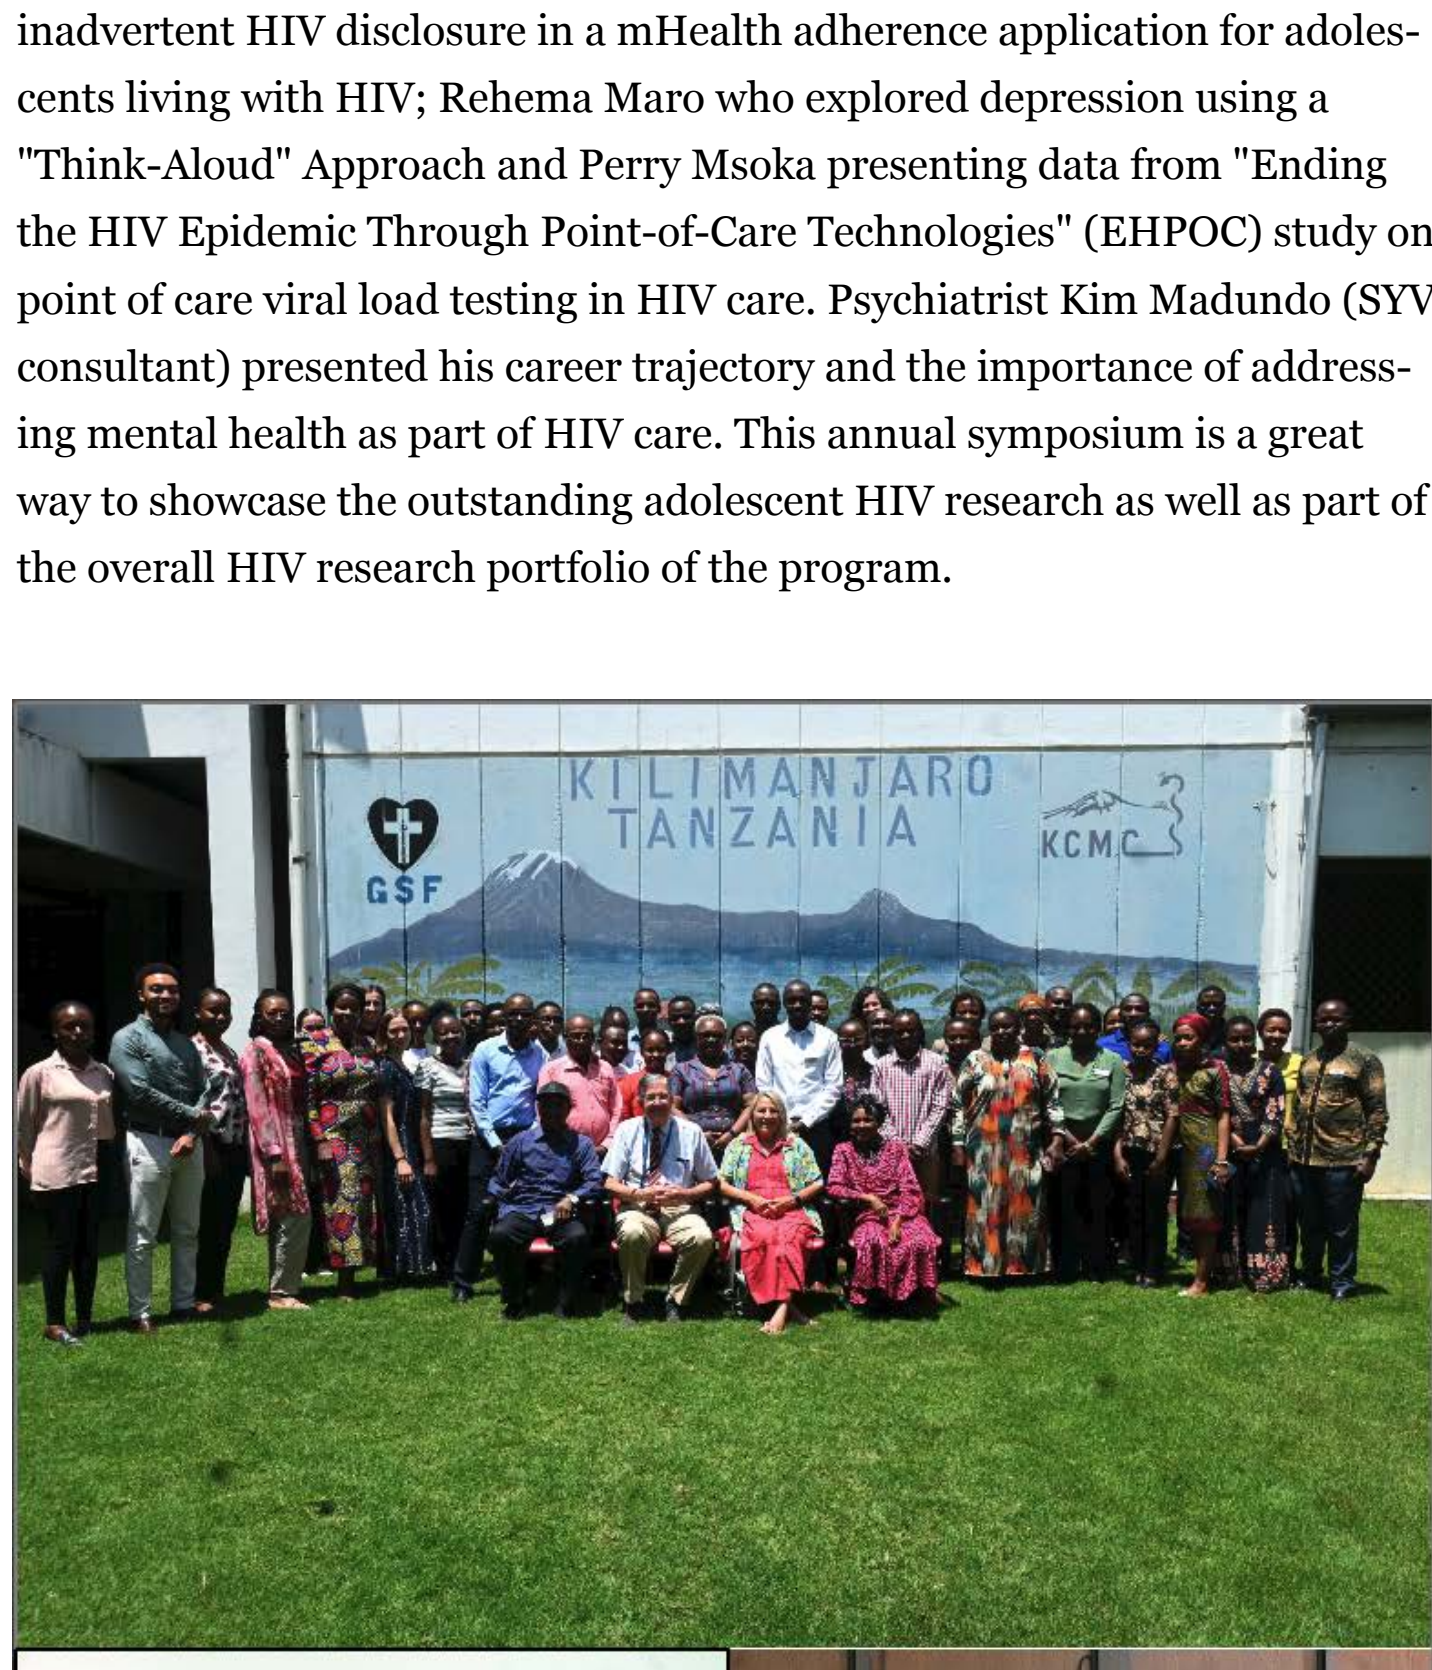 inadvertent HIV disclosure in a mHealth adherence application for adoles-
cents living with HIV; Rehema Maro who explored depression using a
"Think-Aloud" Approach and Perry Msoka presenting data from "Ending
the HIV Epidemic Through Point-of-Care Technologies" (EHPOC) study on
point of care viral load testing in HIV care. Psychiatrist Kim Madundo (SYV
consultant) presented his career trajectory and the importance of address-
ing mental health as part of HIV care. This annual symposium is a great
way to showcase the outstanding adolescent HIV research as well as part of
the overall HIV research portfolio of the program.
KILIMANJARO
TANZANIA
GSF
KCMC